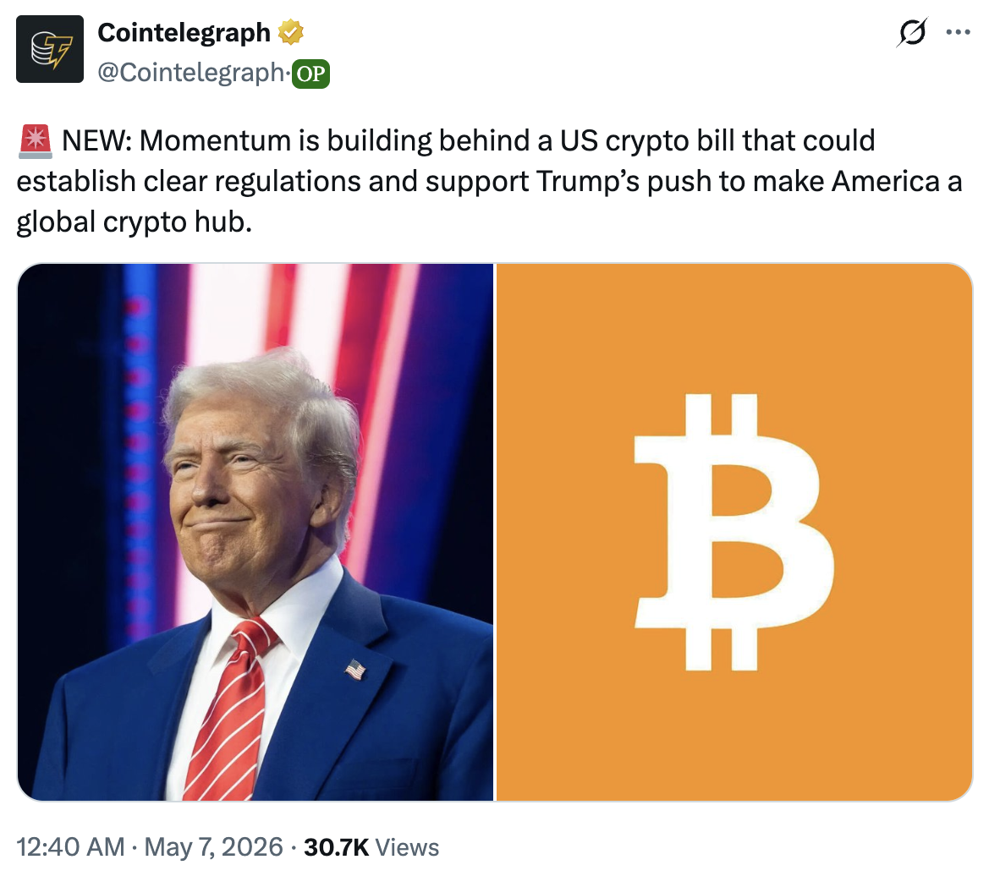 Cointelegraph
@Cointelegraph·OP
🚨 NEW: Momentum is building behind a US crypto bill that could
establish clear regulations and support Trump’s push to make America a
global crypto hub.
12:40 AM · May 7, 2026 · 30.7K Views